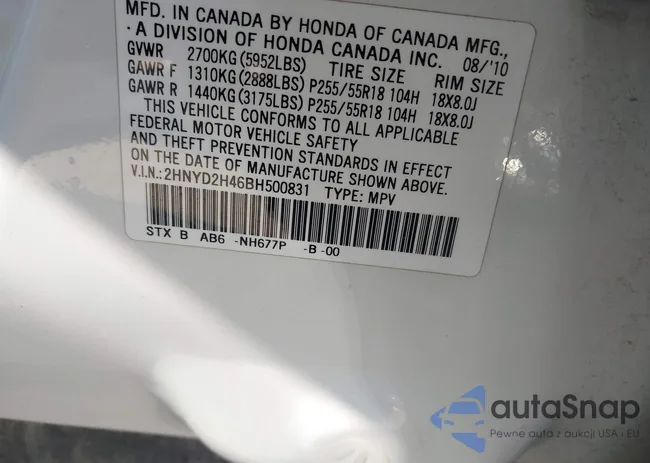 MFD. IN CANADA BY HONDA OF CANADA MFG.,
A DIVISION OF HONDA CANADA INC. 08/'10
GVWR 2700KG(5952LBS) TIRE SIZE RIM SIZE
GAWR F 1310KG(2888LBS) P255/55R18 104H 18X8.0J
GAWR R 1440KG(3175LBS) P255/55R18 104H 18X8.0J
THIS VEHICLE CONFORMS TO ALL APPLICABLE
FEDERAL MOTOR VEHICLE SAFETY
AND THEFT PREVENTION STANDARDS IN EFFECT
ON THE DATE OF MANUFACTURE SHOWN ABOVE.
V.I.N.:2HNYD2H46BH500831 TYPE: MPV
STX B AB6 -NH677P -B-00
autaSnap
Pewne auta z aukcji USA i EU